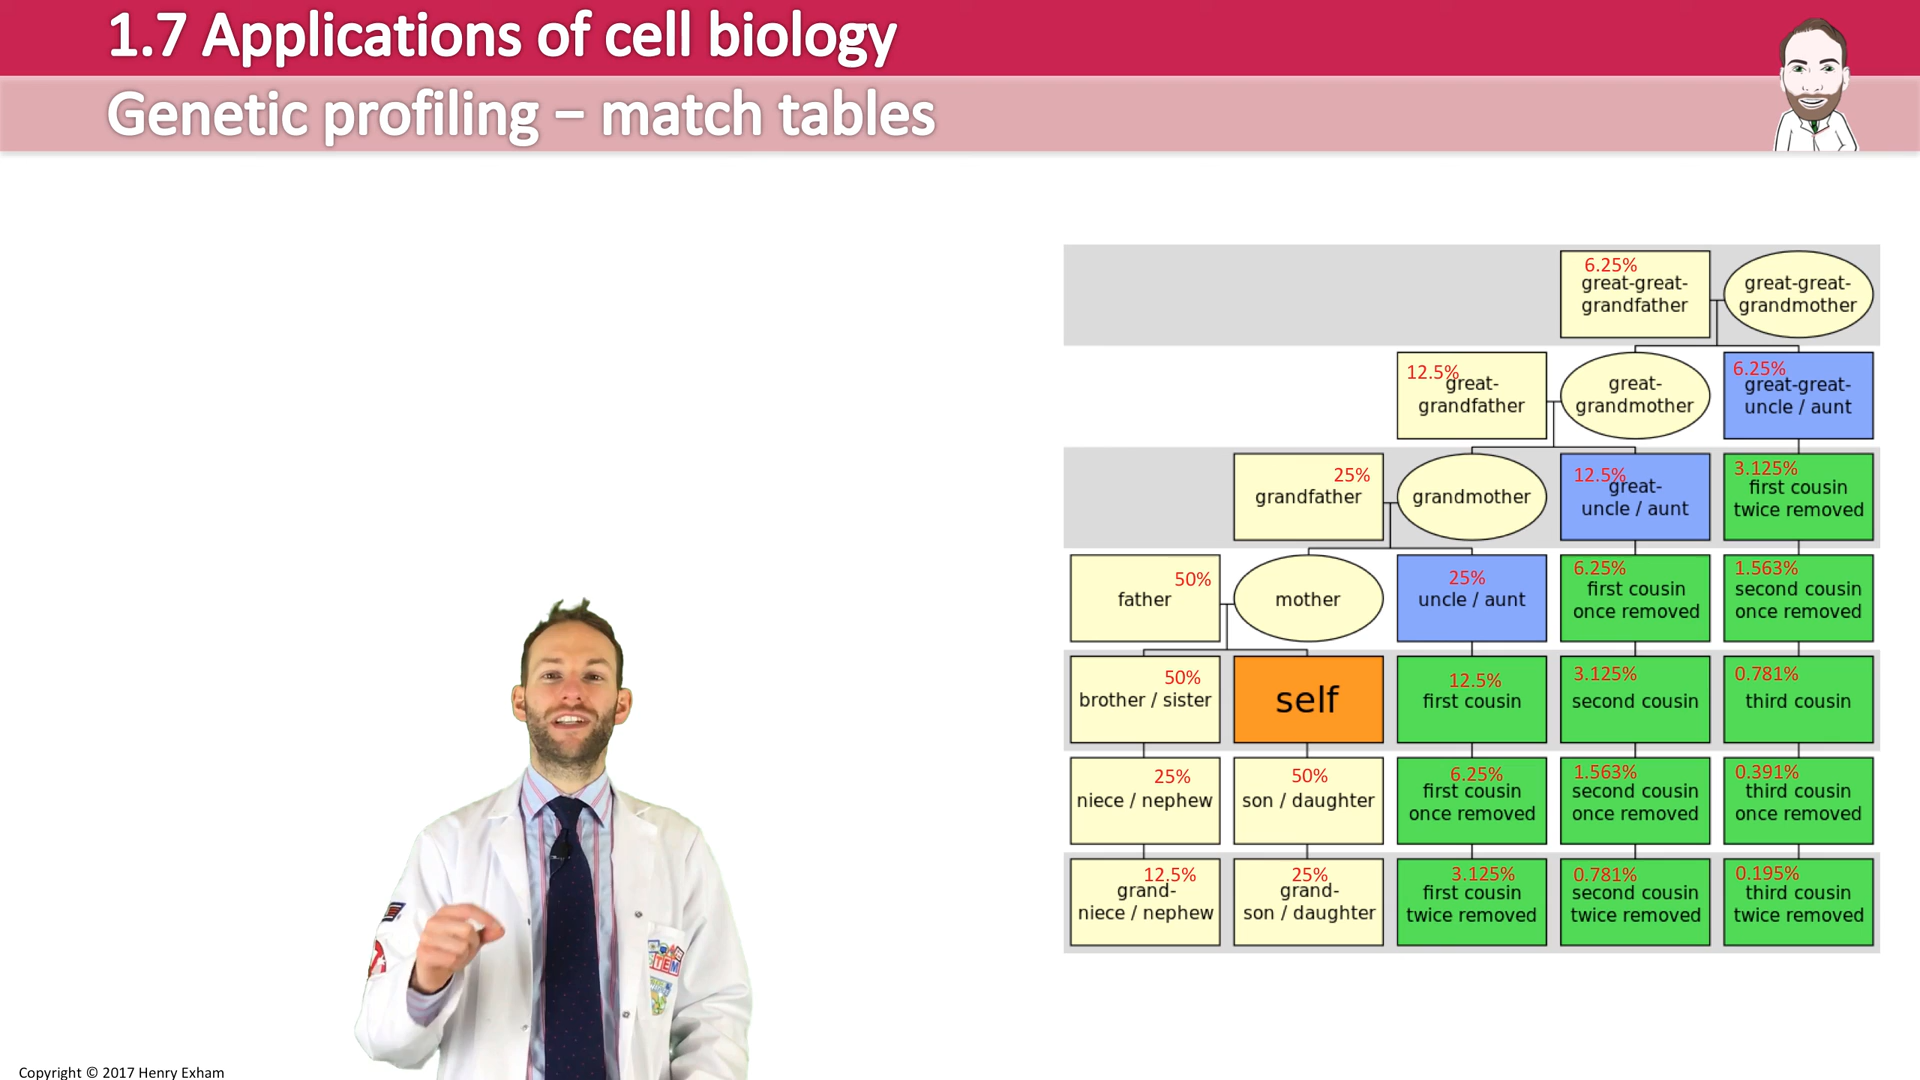 1.7 Applications of cell biology
Genetic profiling – match tables
6.25%
great-great-
grandfather
great-great-
grandmother
12.5%
great-
grandfather
great-
grandmother
6.25%
great-great-
uncle / aunt
25%
grandfather
grandmother
12.5%
great-
uncle / aunt
3.125%
first cousin
twice removed
50%
father
mother
25%
uncle / aunt
6.25%
first cousin
once removed
1.563%
second cousin
once removed
50%
brother / sister
self
12.5%
first cousin
3.125%
second cousin
0.781%
third cousin
25%
niece / nephew
50%
son / daughter
6.25%
first cousin
once removed
1.563%
second cousin
once removed
0.391%
third cousin
once removed
12.5%
grand-
niece / nephew
25%
grand-
son / daughter
3.125%
first cousin
twice removed
0.781%
second cousin
twice removed
0.195%
third cousin
twice removed
STEM
Copyright © 2017 Henry Exham